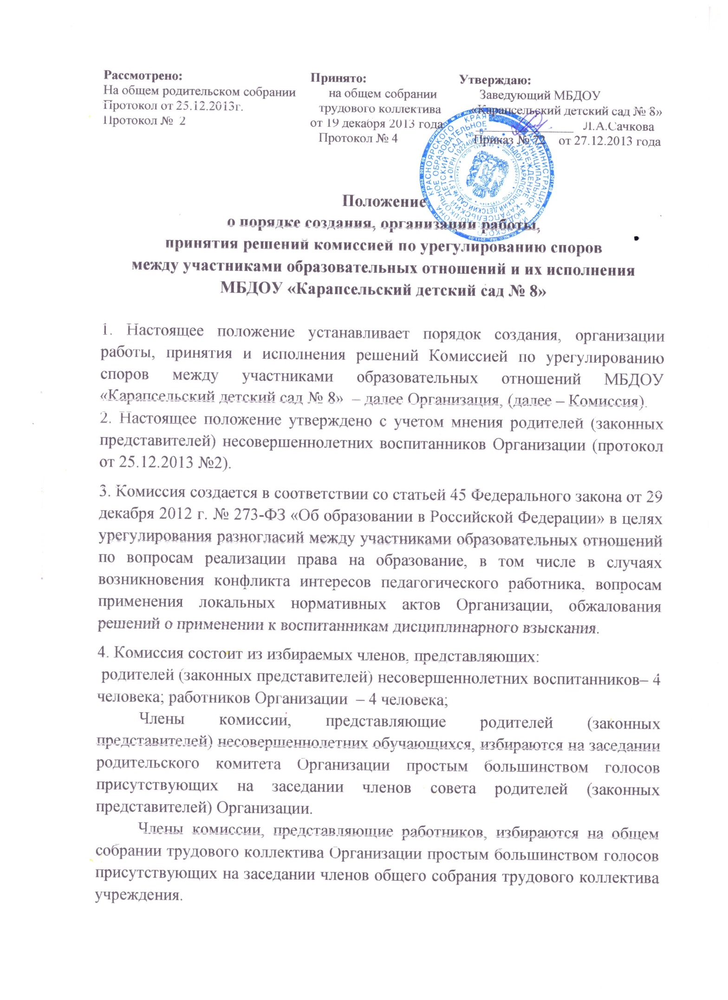 Рассмотрено:
На общем родительском собрании
Протокол от 25.12.2013г.
Протокол № 2
Принято:
на общем собрании
трудового коллектива
от 19 декабря 2013 года
Протокол № 4
Утверждаю:
Заведующий МБДОУ
«Карапсельский детский сад № 8»
_______________ Л.А.Сачкова
Приказ № 72 от 27.12.2013 года
Положение
о порядке создания, организации работы,
принятия решений комиссией по урегулированию споров
между участниками образовательных отношений и их исполнения
МБДОУ «Карапсельский детский сад № 8»
1. Настоящее положение устанавливает порядок создания, организации
работы, принятия и исполнения решений Комиссией по урегулированию
споров между участниками образовательных отношений МБДОУ
«Карапсельский детский сад № 8» – далее Организация, (далее – Комиссия).
2. Настоящее положение утверждено с учетом мнения родителей (законных
представителей) несовершеннолетних воспитанников Организации (протокол
от 25.12.2013 №2).
3. Комиссия создается в соответствии со статьей 45 Федерального закона от 29
декабря 2012 г. № 273-ФЗ «Об образовании в Российской Федерации» в целях
урегулирования разногласий между участниками образовательных отношений
по вопросам реализации права на образование, в том числе в случаях
возникновения конфликта интересов педагогического работника, вопросам
применения локальных нормативных актов Организации, обжалования
решений о применении к воспитанникам дисциплинарного взыскания.
4. Комиссия состоит из избираемых членов, представляющих:
родителей (законных представителей) несовершеннолетних воспитанников– 4
человека; работников Организации – 4 человека;
Члены комиссии, представляющие родителей (законных
представителей) несовершеннолетних обучающихся, избираются на заседании
родительского комитета Организации простым большинством голосов
присутствующих на заседании членов совета родителей (законных
представителей) Организации.
Члены комиссии, представляющие работников, избираются на общем
собрании трудового коллектива Организации простым большинством голосов
присутствующих на заседании членов общего собрания трудового коллектива
учреждения.